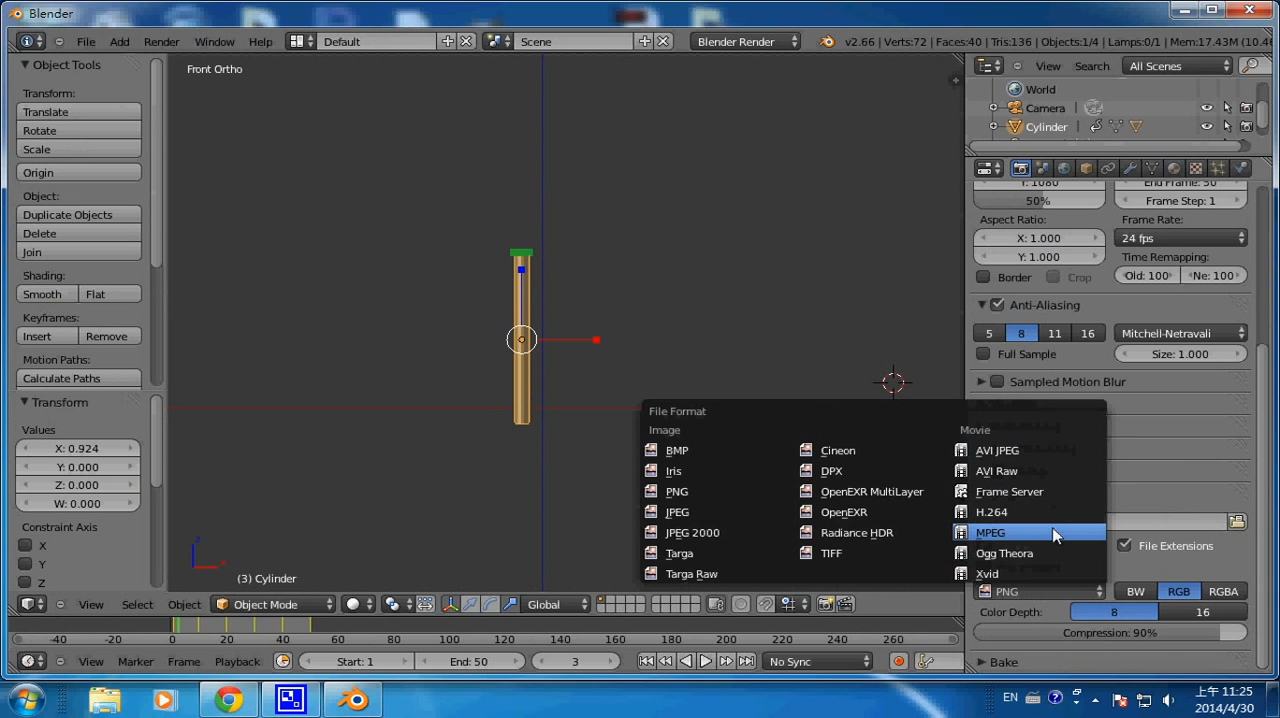 Blender
File Add Render Window Help Default Scene Blender Render v2.66 | Verts:72 | Faces:40 | Tris:136 | Objects:1/4 | Lamps:0/1 | Mem:17.43M (10.4
Object Tools
Transform:
Translate
Rotate
Scale
Origin
Object:
Duplicate Objects
Delete
Join
Shading:
Smooth Flat
Keyframes:
Insert Remove
Motion Paths:
Calculate Paths
Transform
Values
X: 0.924
Y: 0.000
Z: 0.000
W: 0.000
Constraint Axis
X
Y
Z
Front Ortho
z
x
(3) Cylinder
View Select Object Object Mode Global
View Search All Scenes
World
Camera
Cylinder
Y: 1080 End Frame: 50
50% Frame Step: 1
Aspect Ratio: Frame Rate:
X: 1.000 24 fps
Y: 1.000 Time Remapping:
Border Crop Old: 100 Ne: 100
Anti-Aliasing
5 8 11 16 Mitchell-Netravali
Full Sample Size: 1.000
Sampled Motion Blur
File Format
Image Movie
BMP Cineon AVI JPEG
Iris DPX AVI Raw
PNG OpenEXR MultiLayer Frame Server
JPEG OpenEXR H.264
JPEG 2000 Radiance HDR MPEG
Targa TIFF Ogg Theora
Targa Raw Xvid
File Extensions
PNG BW RGB RGBA
Color Depth: 8 16
Compression: 90%
Bake
-40 -20 0 20 40 60 80 100 120 140 160 180 200 220 240 260
View Marker Frame Playback Start: 1 End: 50 3 No Sync
EN 上午 11:25
2014/4/30